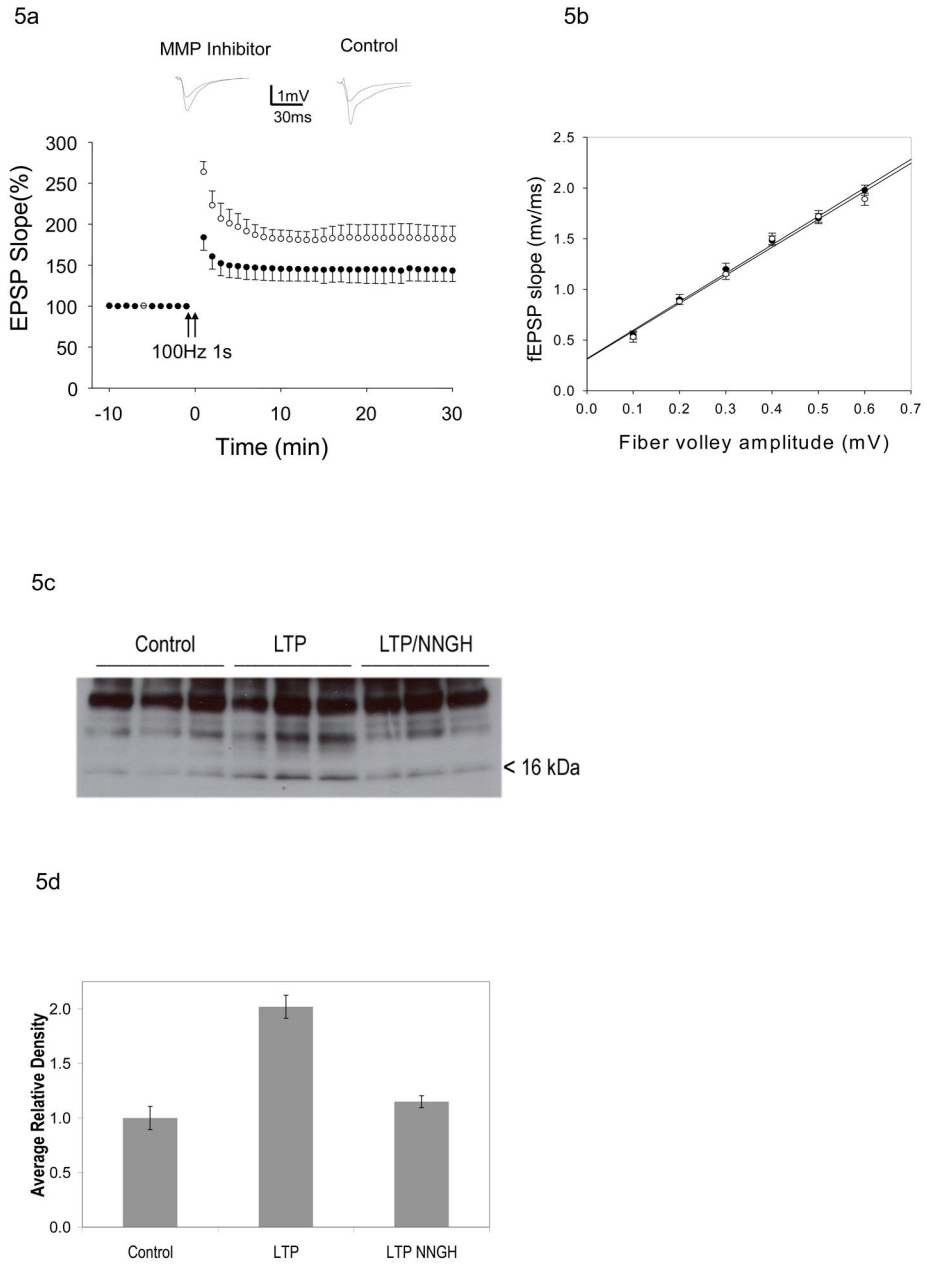 5a
MMP Inhibitor
Control
1mV
30ms
EPSP Slope(%)
300
250
200
150
100
50
0
100Hz 1s
-10
0
10
20
30
Time (min)
5b
fEPSP slope (mv/ms)
2.5
2.0
1.5
1.0
0.5
0.0
0.0
0.1
0.2
0.3
0.4
0.5
0.6
0.7
Fiber volley amplitude (mV)
5c
Control
LTP
LTP/NNGH
< 16 kDa
5d
Average Relative Density
2.0
1.5
1.0
0.5
0.0
Control
LTP
LTP NNGH